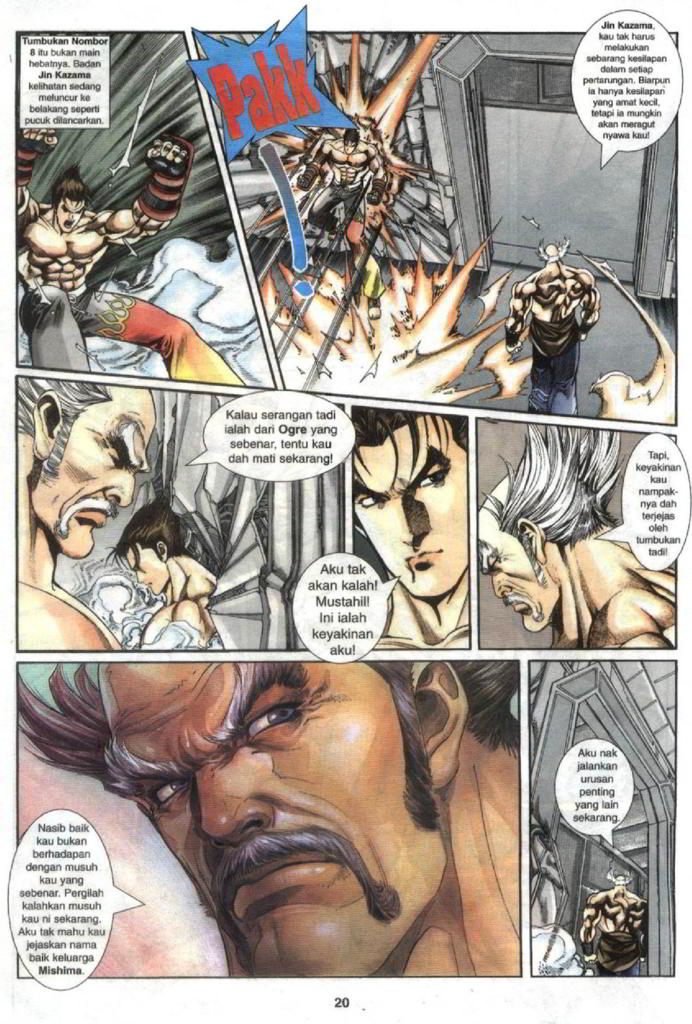 Tumbukan Nombor
8 itu bukan main
hebatnya. Badan
Jin Kazama
kelihatan sedang
meluncur ke
belakang seperti
pucuk dilancarkan.
Pakk
!
Jin Kazama,
kau tak harus
melakukan
sebarang kesilapan
dalam setiap
pertarungan. Biarpun
ia hanya kesilapan
yang amat kecil,
tetapi ia mungkin
akan meragut
nyawa kau!
Kalau serangan tadi
ialah dari Ogre yang
sebenar, tentu kau
dah mati sekarang!
Aku tak
akan kalah!
Mustahil!
Ini ialah
keyakinan
aku!
Tapi,
keyakinan
kau
nampak-
nya dah
terjejas
oleh
tumbukan
tadi!
Nasib baik
kau bukan
berhadapan
dengan musuh
kau yang
sebenar. Pergilah
kalahkan musuh
kau ni sekarang.
Aku tak mahu kau
jejaskan nama
baik keluarga
Mishima.
Aku nak
jalankan
urusan
penting
yang lain
sekarang.
20